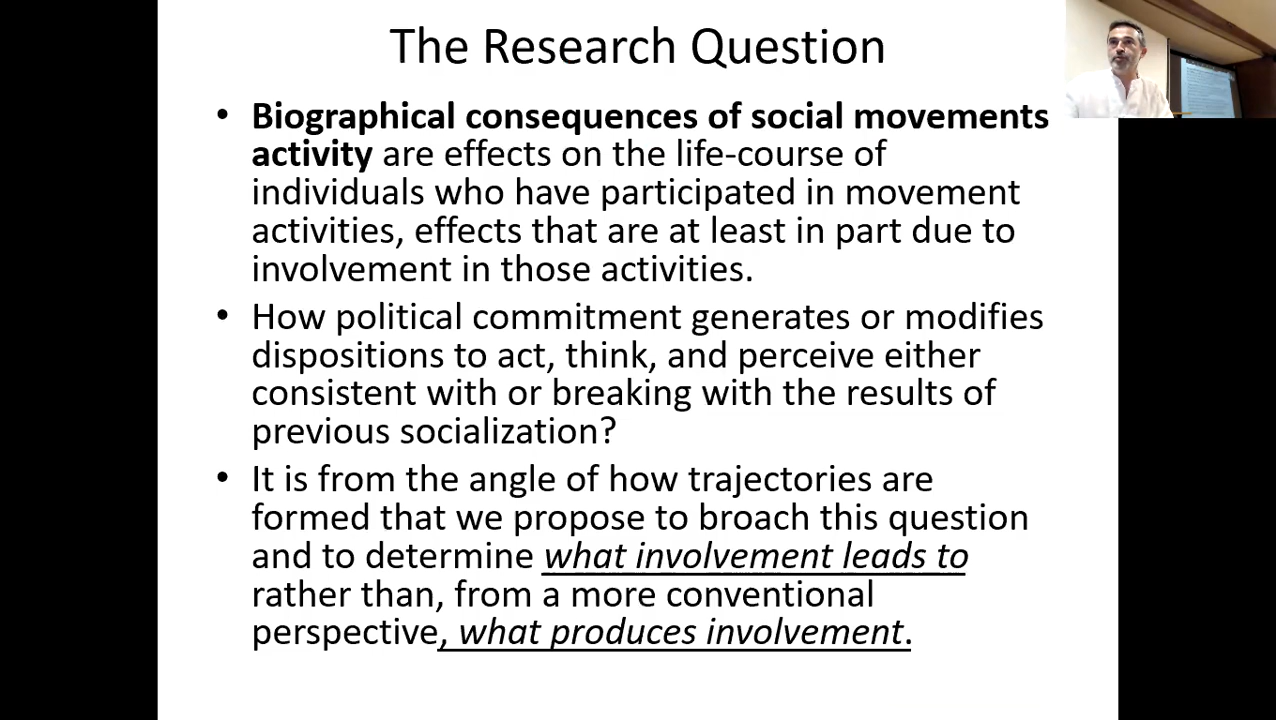 The Research Question
• Biographical consequences of social movements
activity are effects on the life-course of
individuals who have participated in movement
activities, effects that are at least in part due to
involvement in those activities.
• How political commitment generates or modifies
dispositions to act, think, and perceive either
consistent with or breaking with the results of
previous socialization?
• It is from the angle of how trajectories are
formed that we propose to broach this question
and to determine what involvement leads to
rather than, from a more conventional
perspective, what produces involvement.